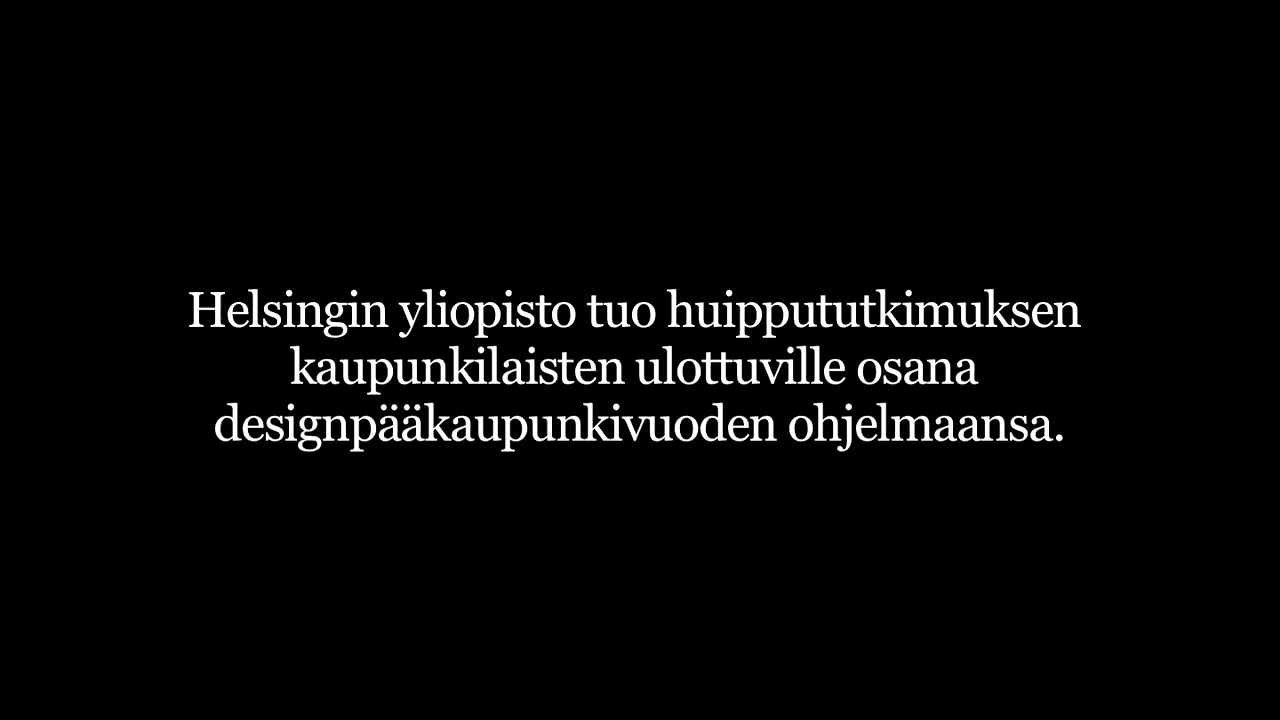 Helsingin yliopisto tuo huippututkimuksen
kaupunkilaisten ulottuville osana
designpääkaupunkivuoden ohjelmaansa.